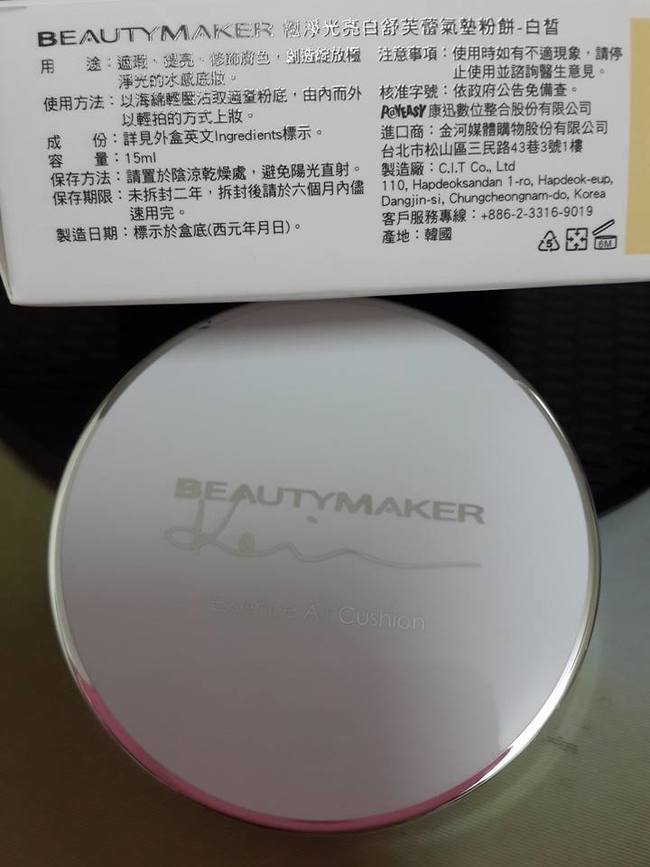 BEAUTYMAKER 極淨光亮白舒芙蕾氣墊粉餅-白皙
用 途：遮瑕、提亮、修飾膚色，創造綻放極
淨光的水感底妝。
使用方法：以海綿輕壓沾取適量粉底，由內而外
以輕拍的方式上妝。
成 份：詳見外盒英文Ingredients標示。
容 量：15ml
保存方法：請置於陰涼乾燥處，避免陽光直射。
保存期限：未拆封二年，拆封後請於六個月內儘
速用完。
製造日期：標示於盒底(西元年月日)。
注意事項：使用時如有不適現象，請停
止使用並諮詢醫生意見。
核准字號：依政府公告免備查。
PAYEASY 康迅數位整合股份有限公司
進口商：金河媒體購物股份有限公司
台北市松山區三民路43巷3號1樓
製造廠：C.I.T Co., Ltd
110, Hapdeoksandan 1-ro, Hapdeok-eup,
Dangjin-si, Chungcheongnam-do, Korea
客戶服務專線：+886-2-3316-9019
產地：韓國
5
6M
BEAUTYMAKER
Kevin
Essence Air Cushion